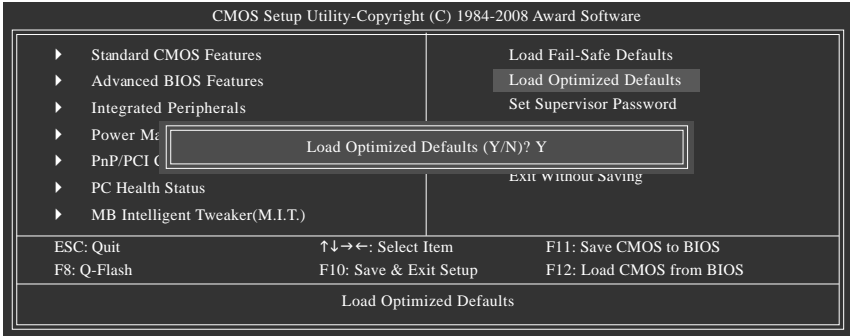 CMOS Setup Utility-Copyright (C) 1984-2008 Award Software
Standard CMOS Features
Advanced BIOS Features
Integrated Peripherals
Power Ma
PnP/PCI
PC Health Status
MB Intelligent Tweaker(M.I.T.)
Load Fail-Safe Defaults
Load Optimized Defaults
Set Supervisor Password
Exit Without Saving
Load Optimized Defaults (Y/N)? Y
ESC: Quit
↑↓→←: Select Item
F11: Save CMOS to BIOS
F8: Q-Flash
F10: Save & Exit Setup
F12: Load CMOS from BIOS
Load Optimized Defaults